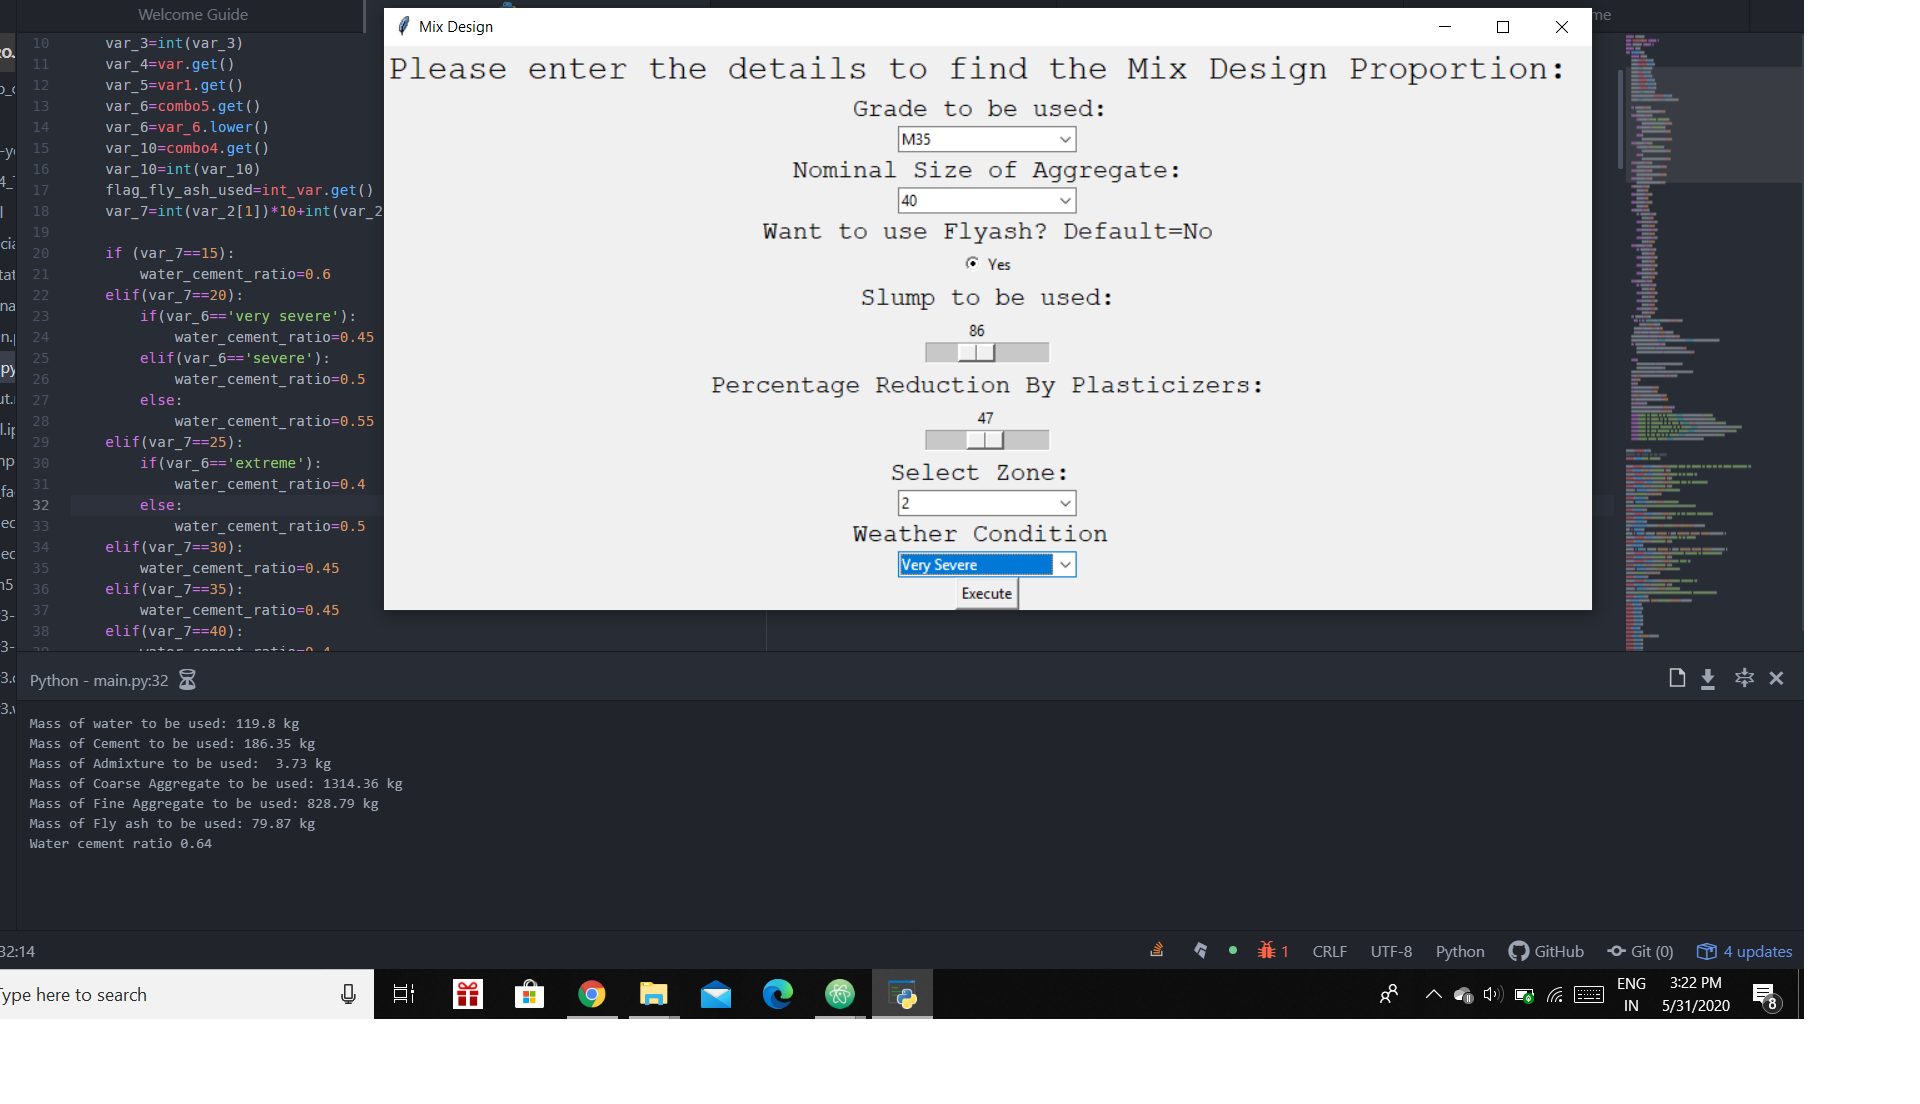 Welcome Guide
Mix Design
10 var_3=int(var_3)
11 var_4=var.get()
12 var_5=var1.get()
13 var_6=combo5.get()
14 var_6=var_6.lower()
15 var_10=combo4.get()
16 var_10=int(var_10)
17 flag_fly_ash_used=int_var.get()
18 var_7=int(var_2[1])*10+int(var_2
19
20 if (var_7==15):
21 water_cement_ratio=0.6
22 elif(var_7==20):
23 if(var_6=='very severe'):
24 water_cement_ratio=0.45
25 elif(var_6=='severe'):
26 water_cement_ratio=0.5
27 else:
28 water_cement_ratio=0.55
29 elif(var_7==25):
30 if(var_6=='extreme'):
31 water_cement_ratio=0.4
32 else:
33 water_cement_ratio=0.5
34 elif(var_7==30):
35 water_cement_ratio=0.45
36 elif(var_7==35):
37 water_cement_ratio=0.45
38 elif(var_7==40):
Please enter the details to find the Mix Design Proportion:
Grade to be used:
M35
Nominal Size of Aggregate:
40
Want to use Flyash? Default=No
Yes
Slump to be used:
86
Percentage Reduction By Plasticizers:
47
Select Zone:
2
Weather Condition
Very Severe
Execute
Python - main.py:32
Mass of water to be used: 119.8 kg
Mass of Cement to be used: 186.35 kg
Mass of Admixture to be used:  3.73 kg
Mass of Coarse Aggregate to be used: 1314.36 kg
Mass of Fine Aggregate to be used: 828.79 kg
Mass of Fly ash to be used: 79.87 kg
Water cement ratio 0.64
32:14
1 CRLF UTF-8 Python GitHub Git (0) 4 updates
Type here to search
ENG
IN
3:22 PM
5/31/2020
8